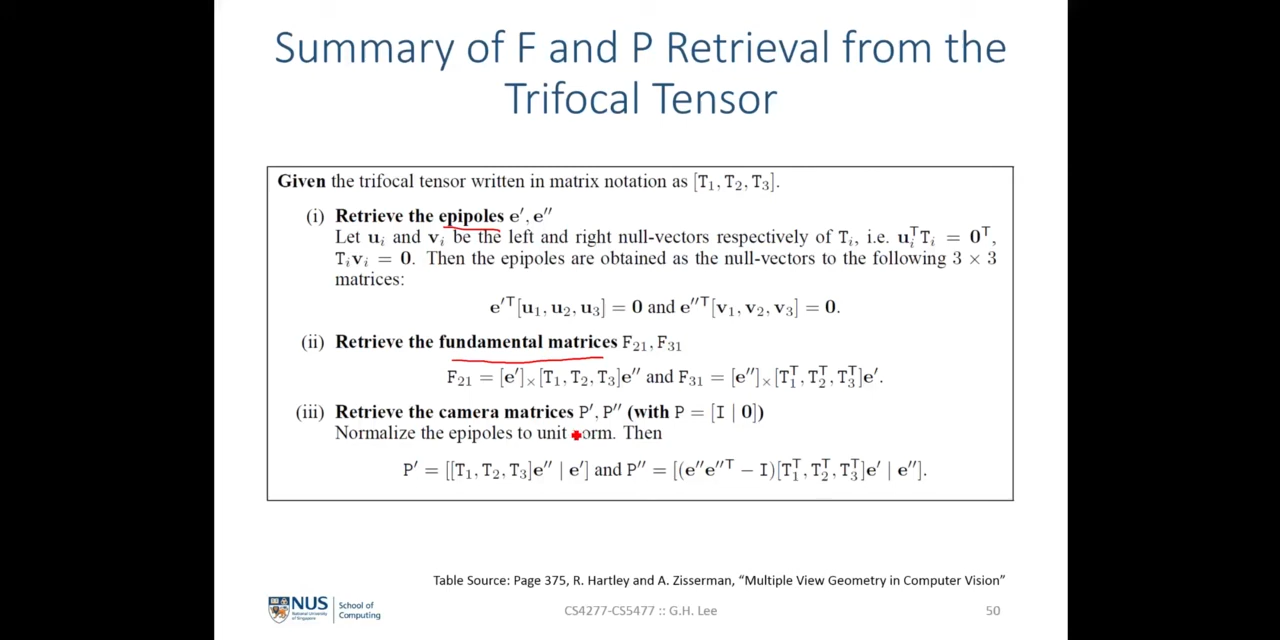 Summary of F and P Retrieval from the
Trifocal Tensor
Given the trifocal tensor written in matrix notation as [T₁, T₂, T₃].
(i) Retrieve the epipoles e′, e″
Let uᵢ and vᵢ be the left and right null-vectors respectively of Tᵢ, i.e. uᵢᵀTᵢ = 0ᵀ,
Tᵢvᵢ = 0. Then the epipoles are obtained as the null-vectors to the following 3 × 3
matrices:
e′ᵀ[u₁, u₂, u₃] = 0 and e″ᵀ[v₁, v₂, v₃] = 0.
(ii) Retrieve the fundamental matrices F₂₁, F₃₁
F₂₁ = [e′]ₓ[T₁, T₂, T₃]e″ and F₃₁ = [e″]ₓ[T₁ᵀ, T₂ᵀ, T₃ᵀ]e′.
(iii) Retrieve the camera matrices P′, P″ (with P = [I | 0])
Normalize the epipoles to unit norm. Then
P′ = [[T₁, T₂, T₃]e″ | e′] and P″ = [(e″e″ᵀ − I)[T₁ᵀ, T₂ᵀ, T₃ᵀ]e′ | e″].
Table Source: Page 375, R. Hartley and A. Zisserman, “Multiple View Geometry in Computer Vision”
NUS
National University
of Singapore
School of
Computing
CS4277-CS5477 :: G.H. Lee
50